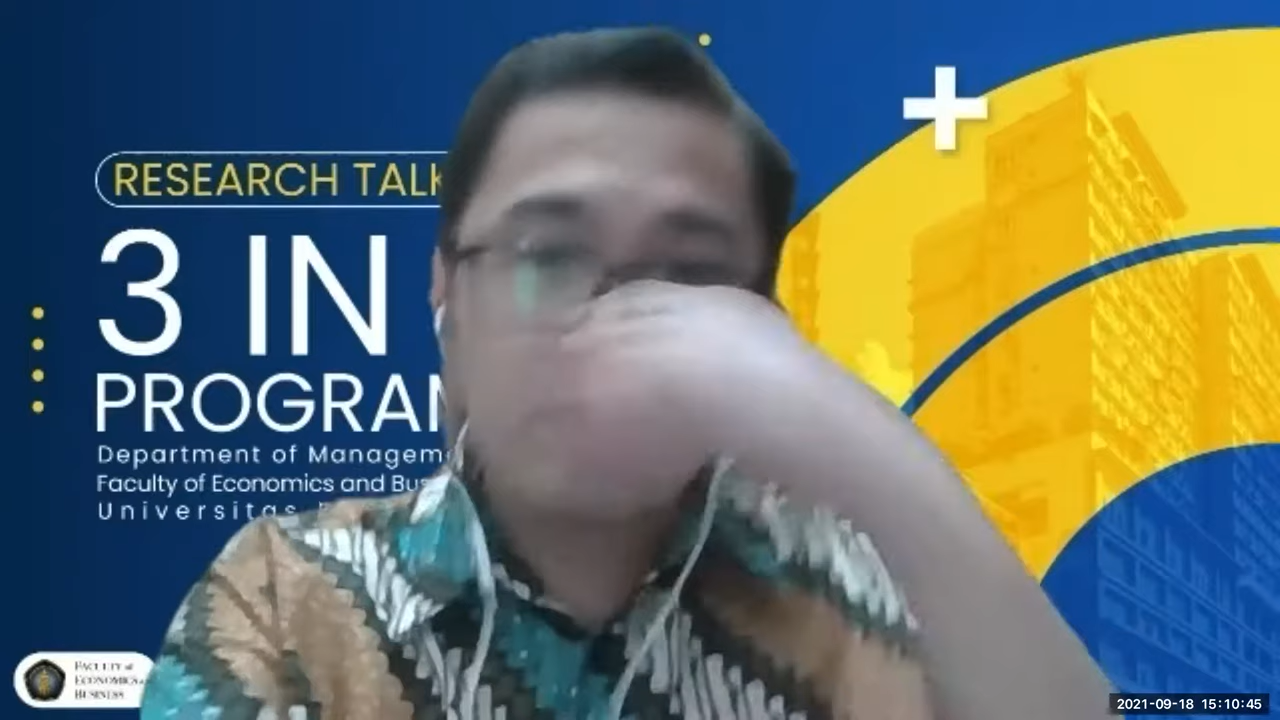 RESEARCH TALK
3 IN
PROGRAM
Department of Managem
Faculty of Economics and Bus
Universitas
FACULTY of
ECONOMICS
BUSINESS
2021-09-18 15:10:45